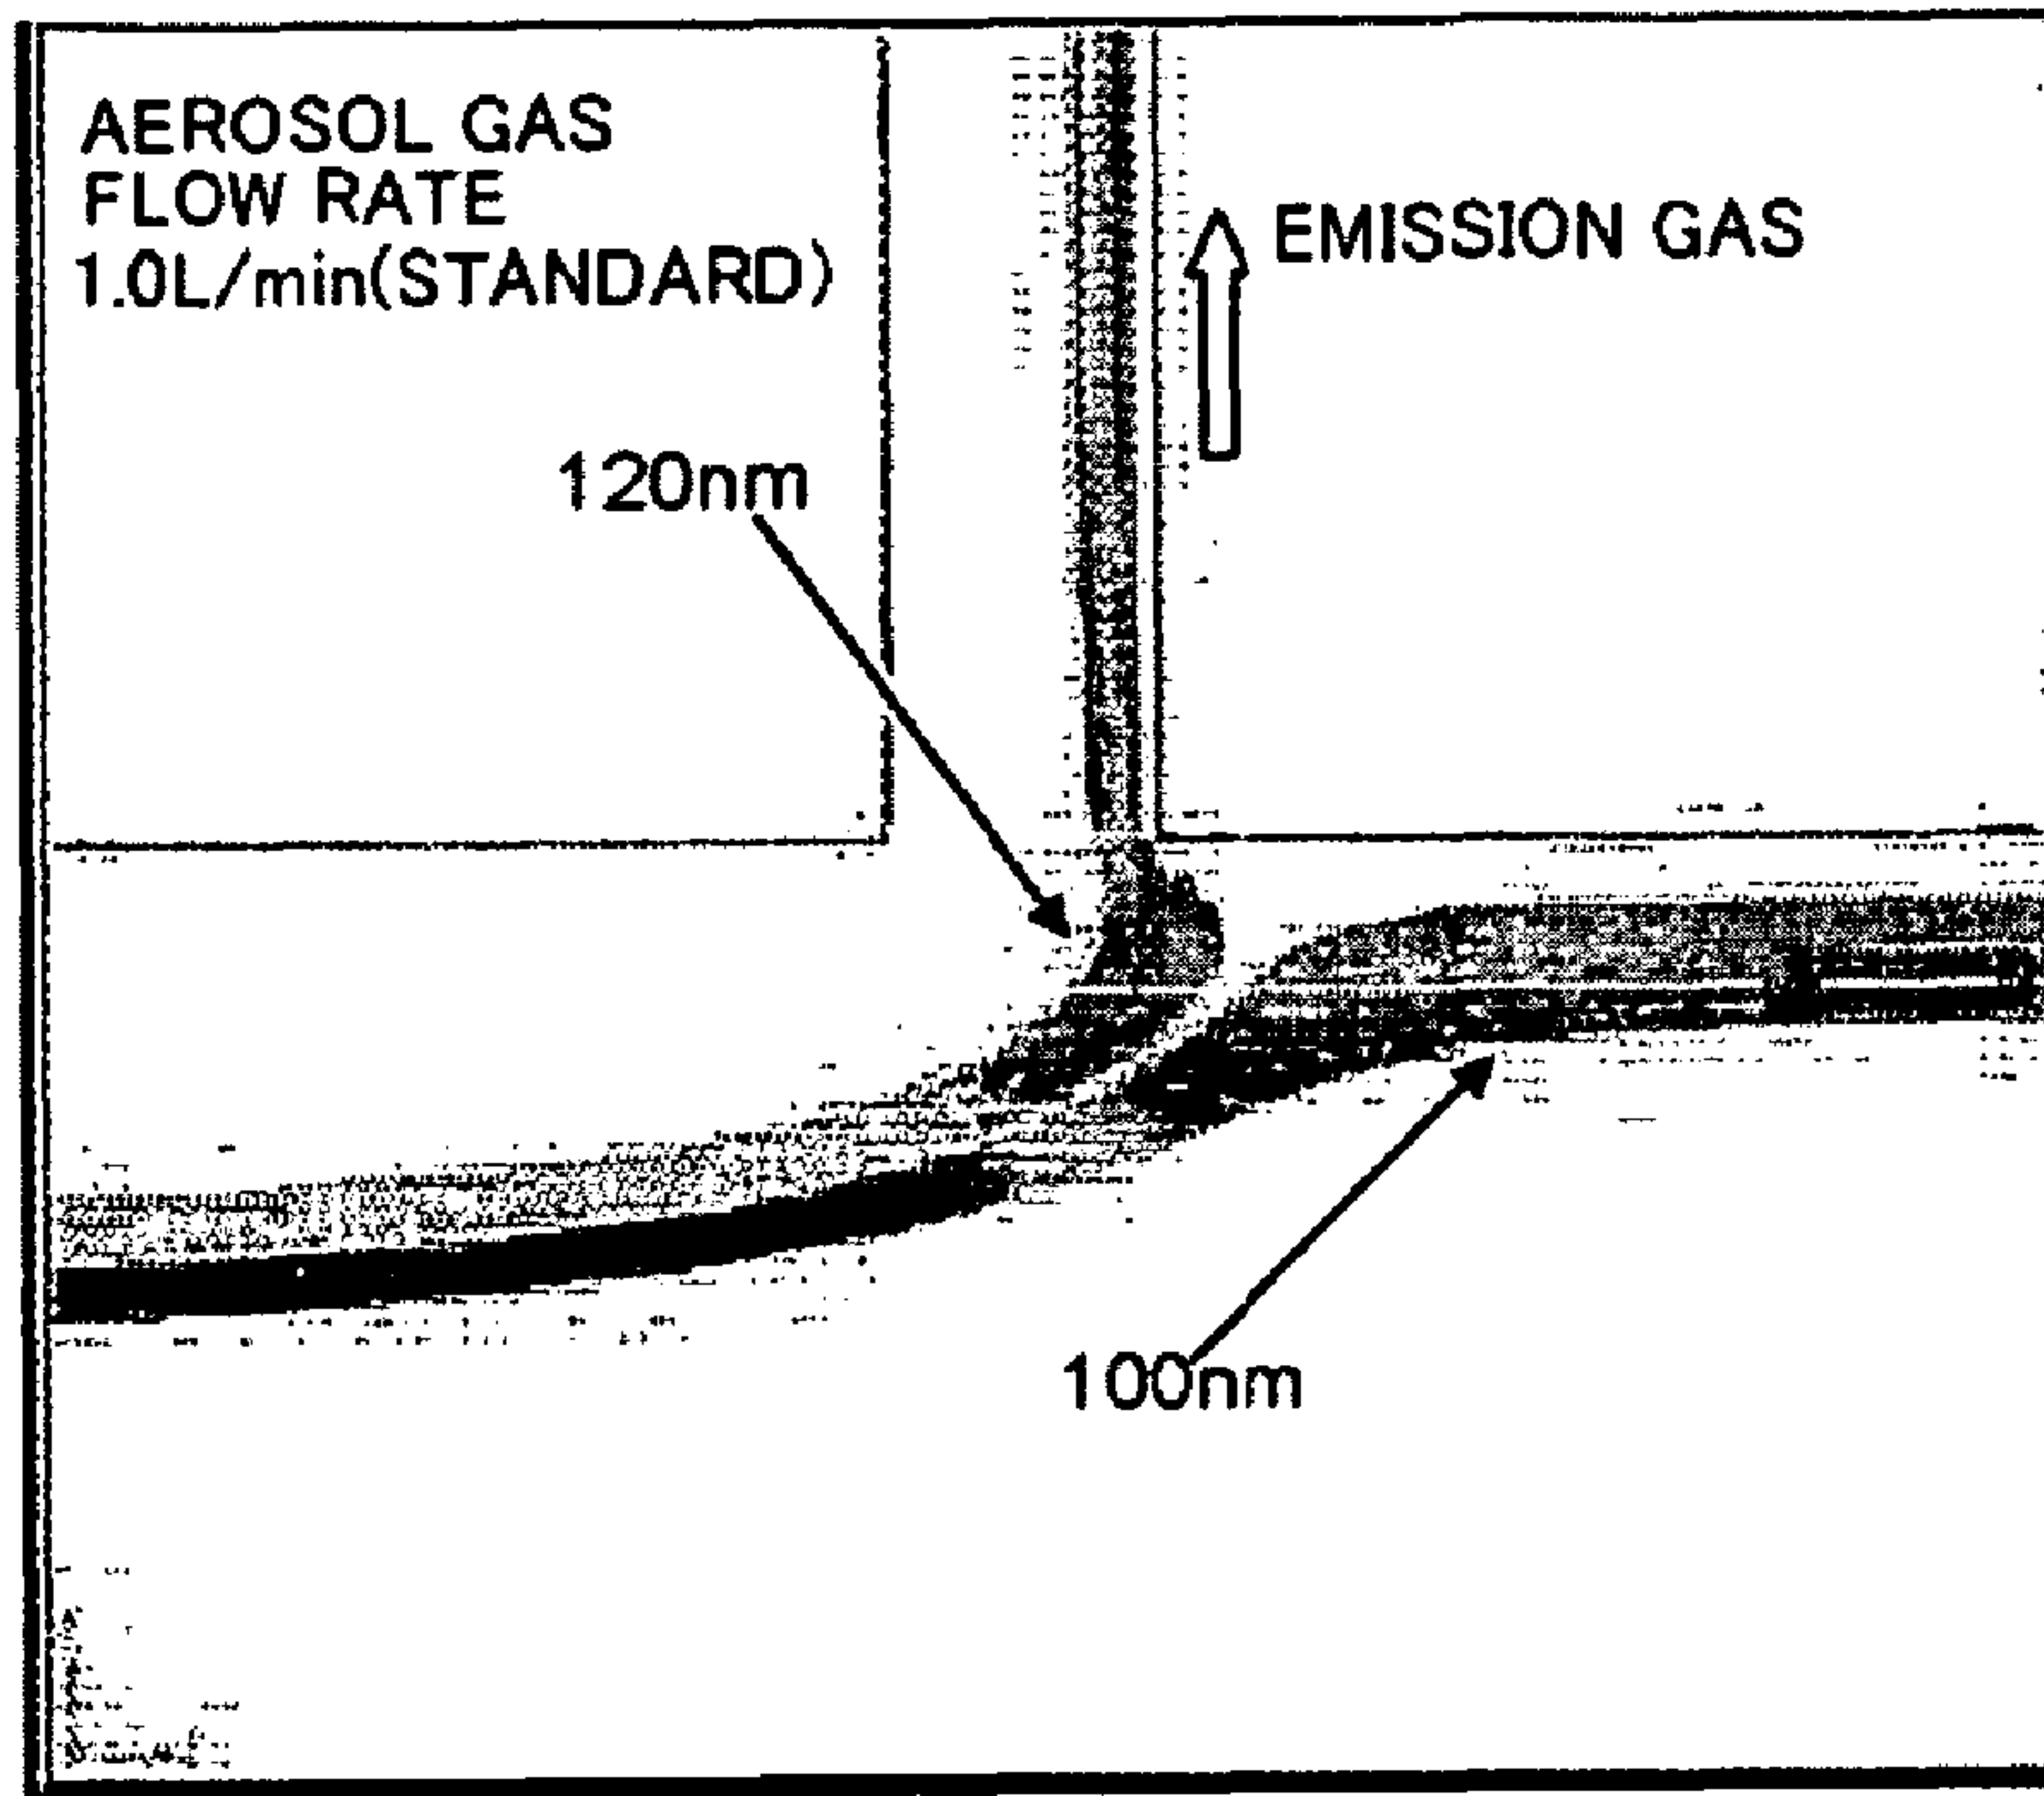 AEROSOL GAS
FLOW RATE
1.0L/min(STANDARD)
EMISSION GAS
120nm
100nm